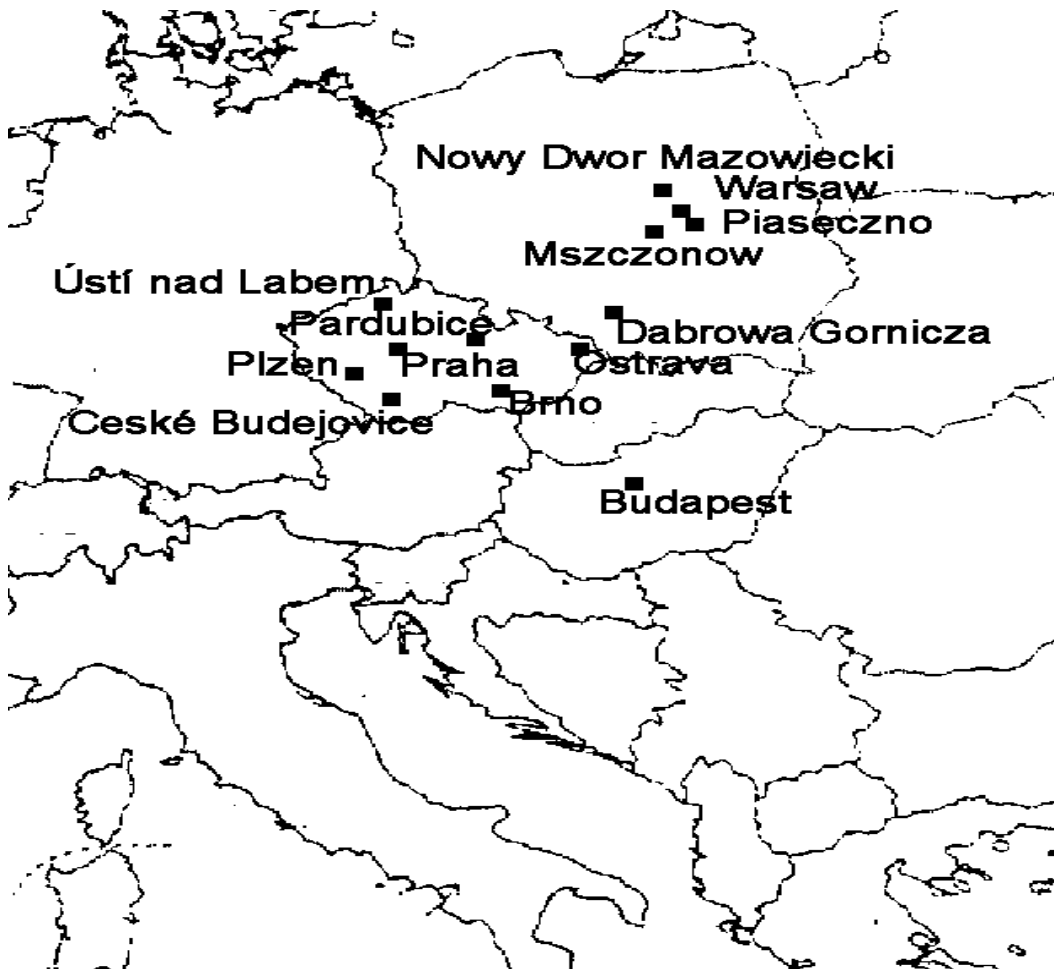 Nowy Dwor Mazowiecki
Warsaw
Piaseczno
Mszczonow
Ústí nad Labem
Pardubice
Dabrowa Gornicza
Plzen
Praha
Ostrava
Brno
Ceské Budejovice
Budapest